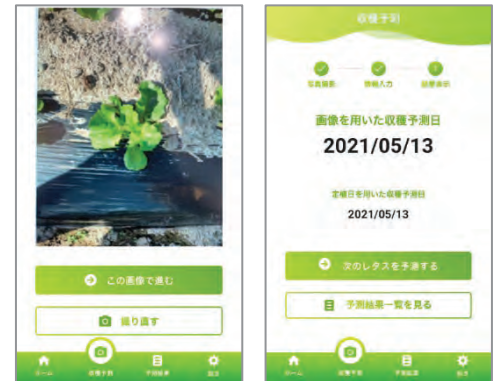 この画像で進む
撮り直す
ホーム
収穫予測
予測結果
設定
収穫予測
写真撮影
情報入力
結果表示
画像を用いた収穫予測日
2021/05/13
定植日を用いた収穫予測日
2021/05/13
次のレタスを予測する
予測結果一覧を見る
ホーム
収穫予測
予測結果
設定